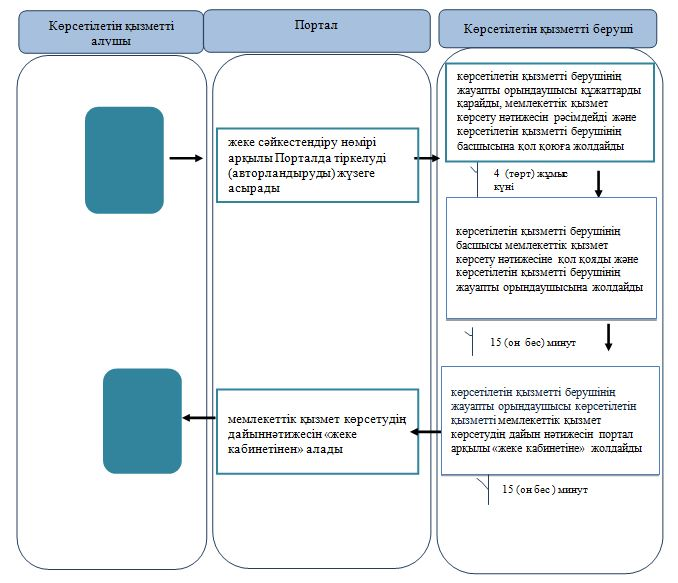 Көрсетілетін қызметті
алушы
Портал
Көрсетілетін қызметті беруші
көрсетілетін қызметті берушінің
жауапты орындаушысы құжаттарды
қарайды, мемлекеттік қызмет
көрсету нәтижесін рәсімдейді және
көрсетілетін қызметті берушінің
басшысына қол қоюға жолдайды
жеке сәйкестендіру нөмірі
арқылы Порталда тіркелуді
(авторландыруды) жүзеге
асырады
4 (төрт) жұмыс
күні
көрсетілетін қызметті берушінің
басшысы мемлекеттік қызмет
көрсету нәтижесіне қол қояды және
көрсетілетін қызметті берушінің
жауапты орындаушысына жолдайды
15 (он бес) минут
көрсетілетін қызметті берушінің
жауапты орындаушысы көрсетілетін
қызметті мемлекеттік қызмет
көрсетудің дайын нәтижесін портал
арқылы «жеке кабинетіне» жолдайды
мемлекеттік қызмет көрсетудің
дайыннәтижесін «жеке
кабинетінен» алады
15 (он бес ) минут